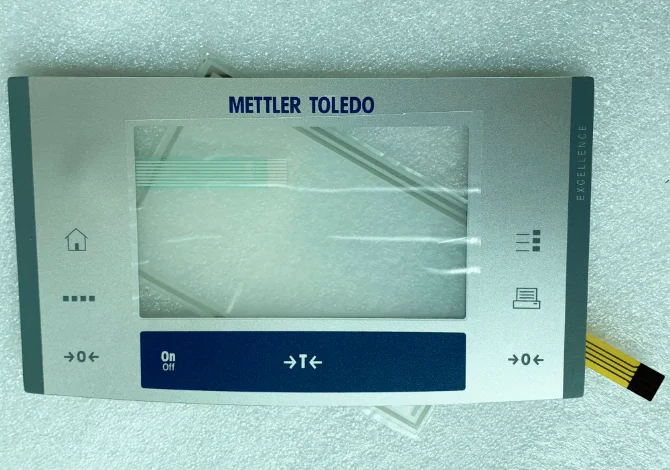 METTLER TOLEDO
EXCELLENCE
→0←
On
Off
→T←
→0←